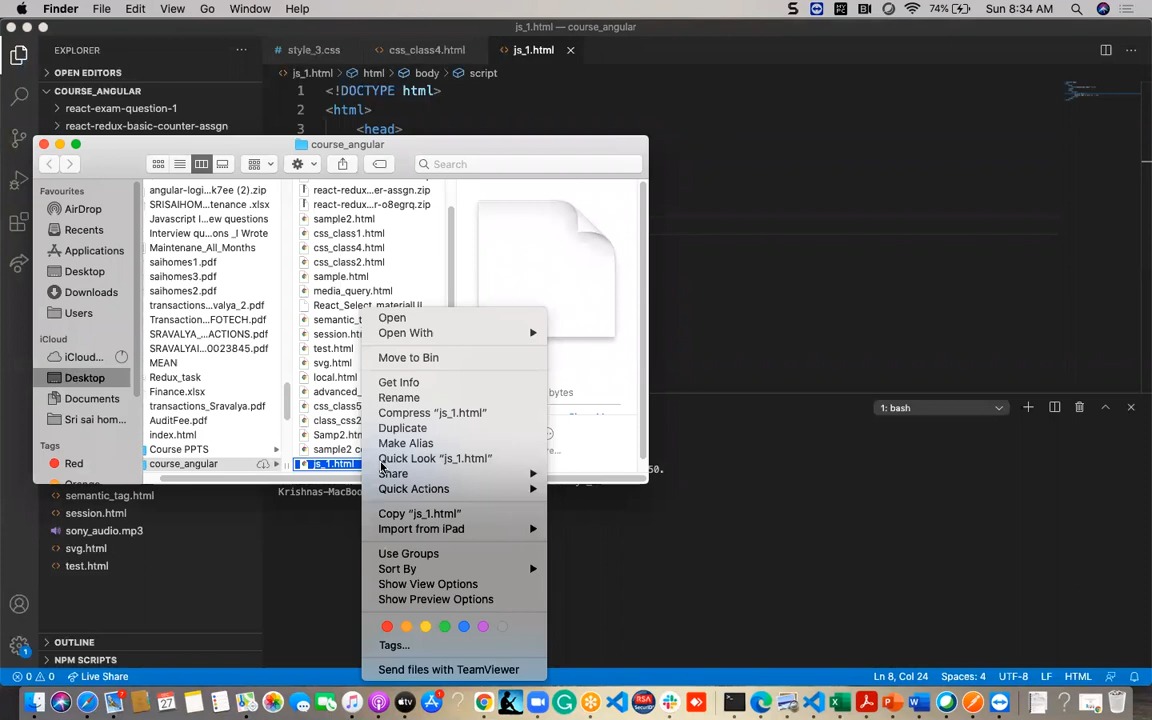 Finder File Edit View Go Window Help
74% Sun 8:34 AM
js_1.html — course_angular
EXPLORER
style_3.css css_class4.html js_1.html
OPEN EDITORS
js_1.html html body script
COURSE_ANGULAR
1 <!DOCTYPE html>
react-exam-question-1
2 <html>
react-redux-basic-counter-assgn
3 <head>
course_angular
Search
Favourites
AirDrop
Recents
Applications
Desktop
Downloads
Users
iCloud
iCloud...
Desktop
Documents
Sri sai hom...
Tags
Red
angular-logi...k7ee (2).zip
SRISAIHOM...tenance .xlsx
Javascript I...ew questions
Interview qu...ons _I Wrote
Maintenane_All_Months
saihomes1.pdf
saihomes3.pdf
saihomes2.pdf
transactions...valya_2.pdf
Transaction...FOTECH.pdf
SRAVALYA_...ACTIONS.pdf
SRAVALYAI...0023845.pdf
MEAN
Redux_task
Finance.xlsx
transactions_Sravalya.pdf
AuditFee.pdf
index.html
Course PPTS
course_angular
react-redux...er-assgn.zip
react-redux...r-o8egrq.zip
sample2.html
css_class1.html
css_class4.html
css_class2.html
sample.html
media_query.html
React_Select_materialUI
semantic_t
session.ht
test.html
svg.html
local.html
advanced_
css_class5
class_css2
Samp2.htm
sample2 c
js_1.html
bytes
Open
Open With
Move to Bin
Get Info
Rename
Compress “js_1.html”
Duplicate
Make Alias
Quick Look “js_1.html”
Share
Quick Actions
Copy “js_1.html”
Import from iPad
Use Groups
Sort By
Show View Options
Show Preview Options
Tags...
Send files with TeamViewer
1: bash
50.
Krishnas-MacBo
semantic_tag.html
session.html
sony_audio.mp3
svg.html
test.html
OUTLINE
NPM SCRIPTS
0 0 Live Share
Ln 8, Col 24 Spaces: 4 UTF-8 LF HTML